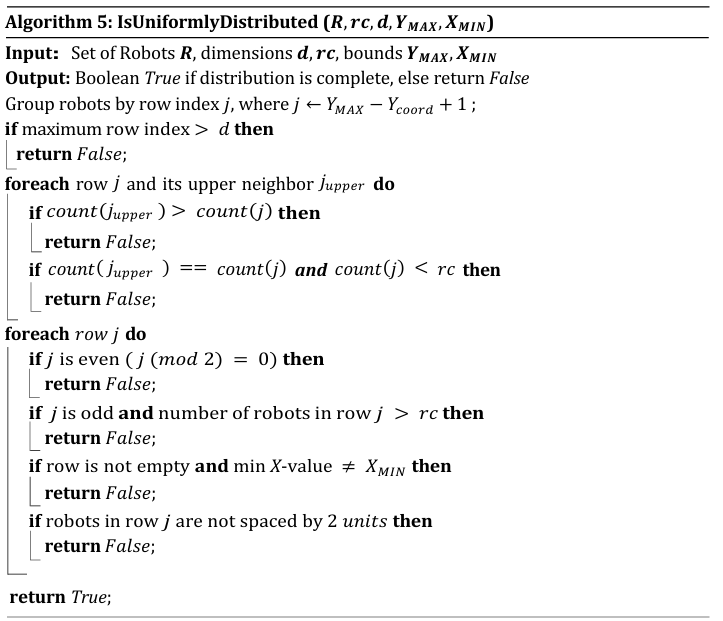 Algorithm 5: IsUniformlyDistributed (R, rc, d, Y_MAX, X_MIN)
Input: Set of Robots R, dimensions d, rc, bounds Y_MAX, X_MIN
Output: Boolean True if distribution is complete, else return False
Group robots by row index j, where j ← Y_MAX − Y_coord + 1 ;
if maximum row index > d then
return False;
foreach row j and its upper neighbor j_upper do
if count(j_upper ) > count(j) then
return False;
if count(j_upper ) == count(j) and count(j) < rc then
return False;
foreach row j do
if j is even ( j (mod 2) = 0) then
return False;
if j is odd and number of robots in row j > rc then
return False;
if row is not empty and min X-value ≠ X_MIN then
return False;
if robots in row j are not spaced by 2 units then
return False;
return True;